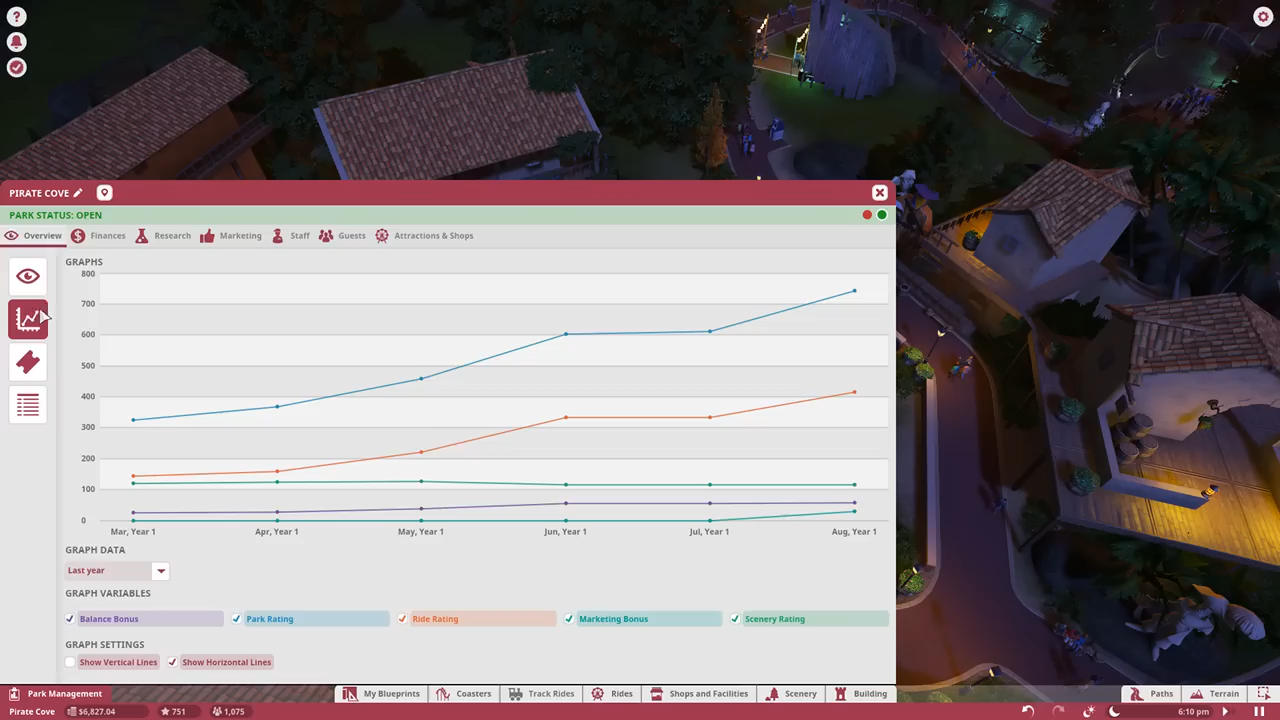 ?
PIRATE COVE
PARK STATUS: OPEN
Overview
Finances
Research
Marketing
Staff
Guests
Attractions & Shops
GRAPHS
800
700
600
500
400
300
200
100
0
Mar, Year 1
Apr, Year 1
May, Year 1
Jun, Year 1
Jul, Year 1
Aug, Year 1
GRAPH DATA
Last year
GRAPH VARIABLES
Balance Bonus
Park Rating
Ride Rating
Marketing Bonus
Scenery Rating
GRAPH SETTINGS
Show Vertical Lines
Show Horizontal Lines
Park Management
My Blueprints
Coasters
Track Rides
Rides
Shops and Facilities
Scenery
Building
Paths
Terrain
Pirate Cove
$6,827.04
751
1,075
6:10 pm